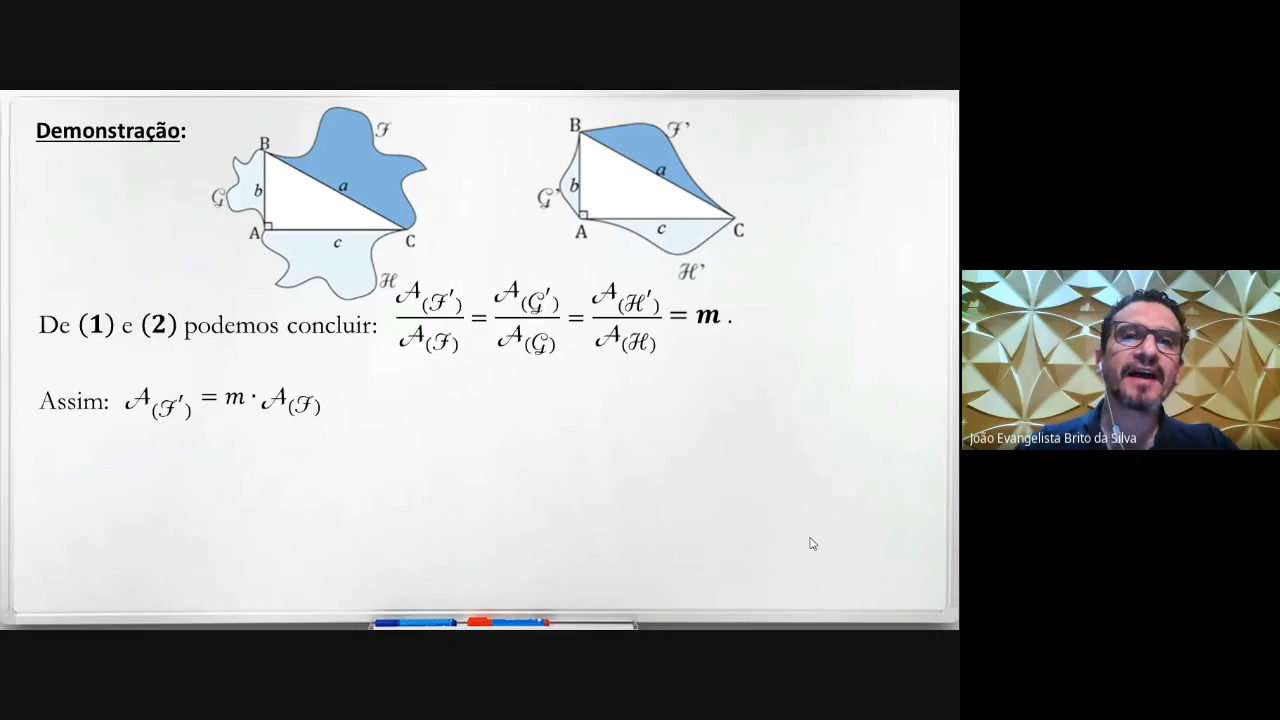 Demonstração:
B ℱ
𝒢 b a
A c C
ℋ
B ℱ'
𝒢' b a
A c C
ℋ'
De (1) e (2) podemos concluir: 𝒜(ℱ′)/𝒜(ℱ) = 𝒜(𝒢′)/𝒜(𝒢) = 𝒜(ℋ′)/𝒜(ℋ) = m .
Assim: 𝒜(ℱ′) = m · 𝒜(ℱ)
João Evangelista Brito da Silva